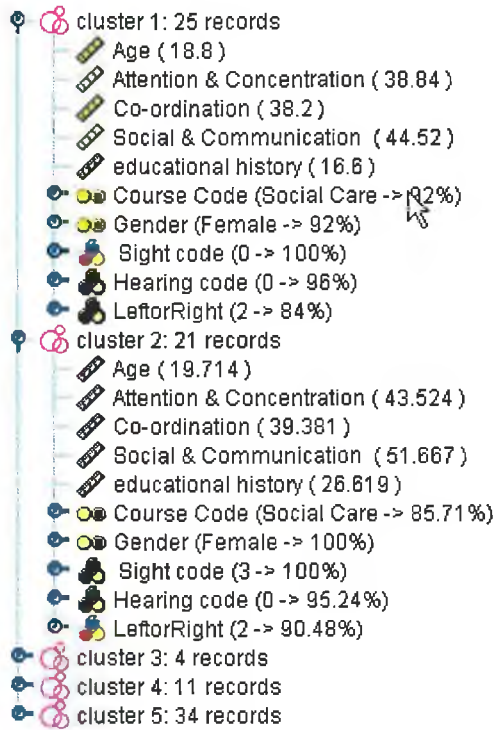 cluster 1: 25 records
Age ( 18.8 )
Attention & Concentration ( 38.84 )
Co-ordination ( 38.2 )
Social & Communication ( 44.52 )
educational history ( 16.6 )
Course Code (Social Care -> 92%)
Gender (Female -> 92%)
Sight code (0 -> 100%)
Hearing code (0 -> 96%)
LeftorRight (2 -> 84%)
cluster 2: 21 records
Age ( 19.714 )
Attention & Concentration ( 43.524 )
Co-ordination ( 39.381 )
Social & Communication ( 51.667 )
educational history ( 26.619 )
Course Code (Social Care -> 85.71%)
Gender (Female -> 100%)
Sight code (3 -> 100%)
Hearing code (0 -> 95.24%)
LeftorRight (2 -> 90.48%)
cluster 3: 4 records
cluster 4: 11 records
cluster 5: 34 records